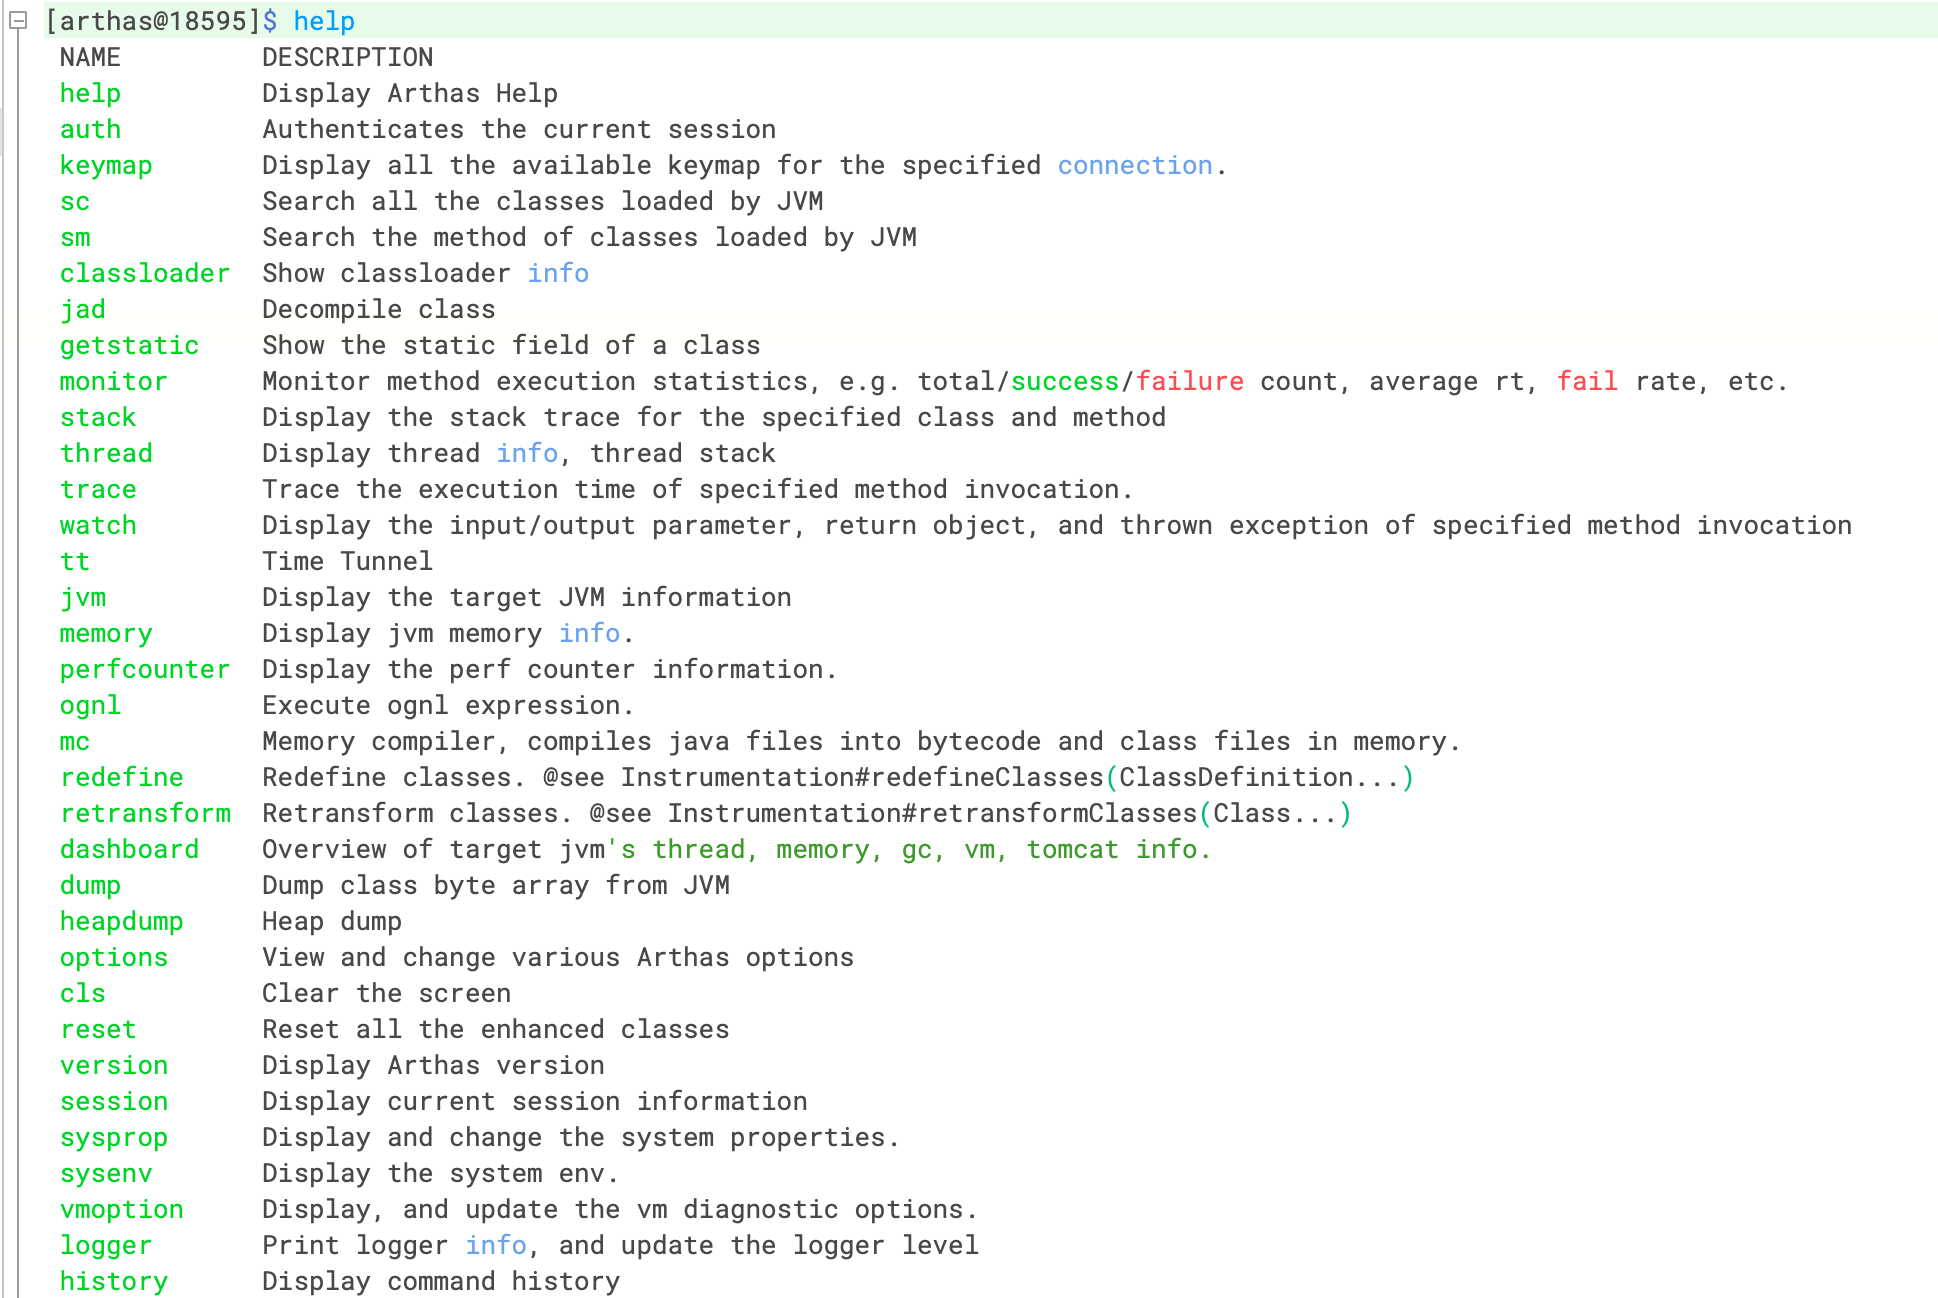 [arthas@18595]$ help
NAME DESCRIPTION
help Display Arthas Help
auth Authenticates the current session
keymap Display all the available keymap for the specified connection.
sc Search all the classes loaded by JVM
sm Search the method of classes loaded by JVM
classloader Show classloader info
jad Decompile class
getstatic Show the static field of a class
monitor Monitor method execution statistics, e.g. total/success/failure count, average rt, fail rate, etc.
stack Display the stack trace for the specified class and method
thread Display thread info, thread stack
trace Trace the execution time of specified method invocation.
watch Display the input/output parameter, return object, and thrown exception of specified method invocation
tt Time Tunnel
jvm Display the target JVM information
memory Display jvm memory info.
perfcounter Display the perf counter information.
ognl Execute ognl expression.
mc Memory compiler, compiles java files into bytecode and class files in memory.
redefine Redefine classes. @see Instrumentation#redefineClasses(ClassDefinition...)
retransform Retransform classes. @see Instrumentation#retransformClasses(Class...)
dashboard Overview of target jvm's thread, memory, gc, vm, tomcat info.
dump Dump class byte array from JVM
heapdump Heap dump
options View and change various Arthas options
cls Clear the screen
reset Reset all the enhanced classes
version Display Arthas version
session Display current session information
sysprop Display and change the system properties.
sysenv Display the system env.
vmoption Display, and update the vm diagnostic options.
logger Print logger info, and update the logger level
history Display command history